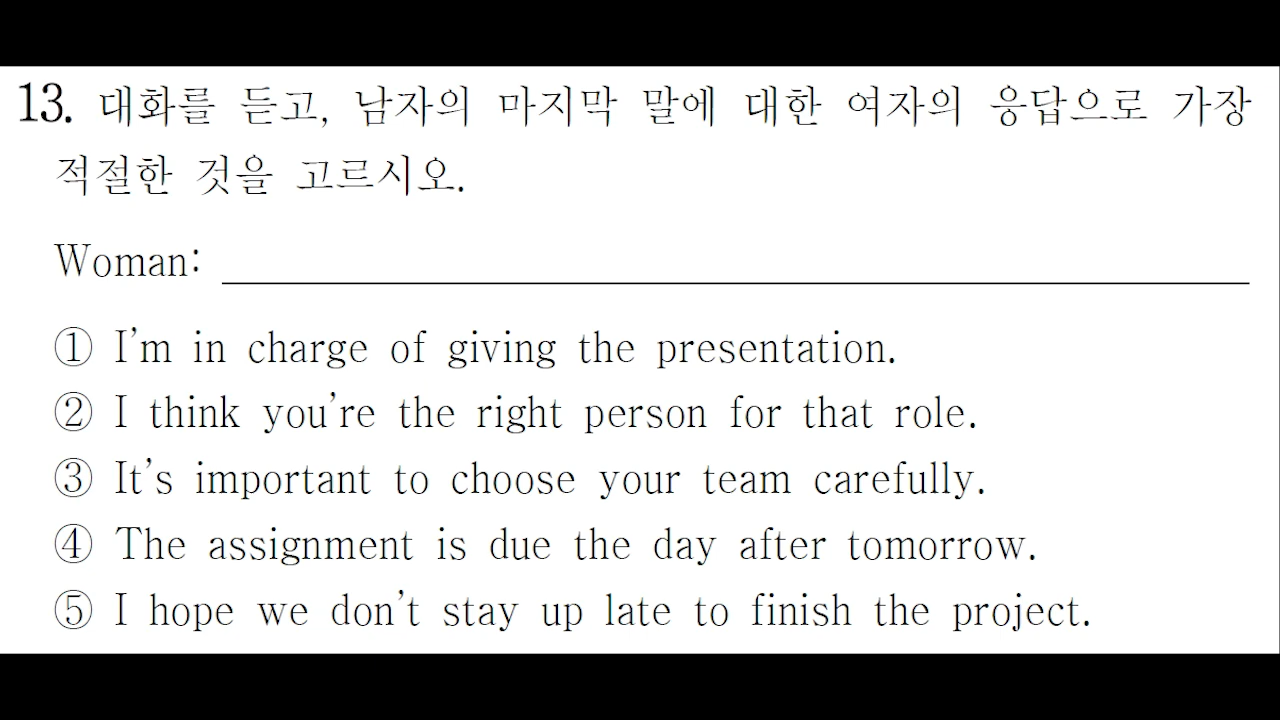 13. 대화를 듣고, 남자의 마지막 말에 대한 여자의 응답으로 가장
적절한 것을 고르시오.
Woman:
① I'm in charge of giving the presentation.
② I think you're the right person for that role.
③ It's important to choose your team carefully.
④ The assignment is due the day after tomorrow.
⑤ I hope we don't stay up late to finish the project.